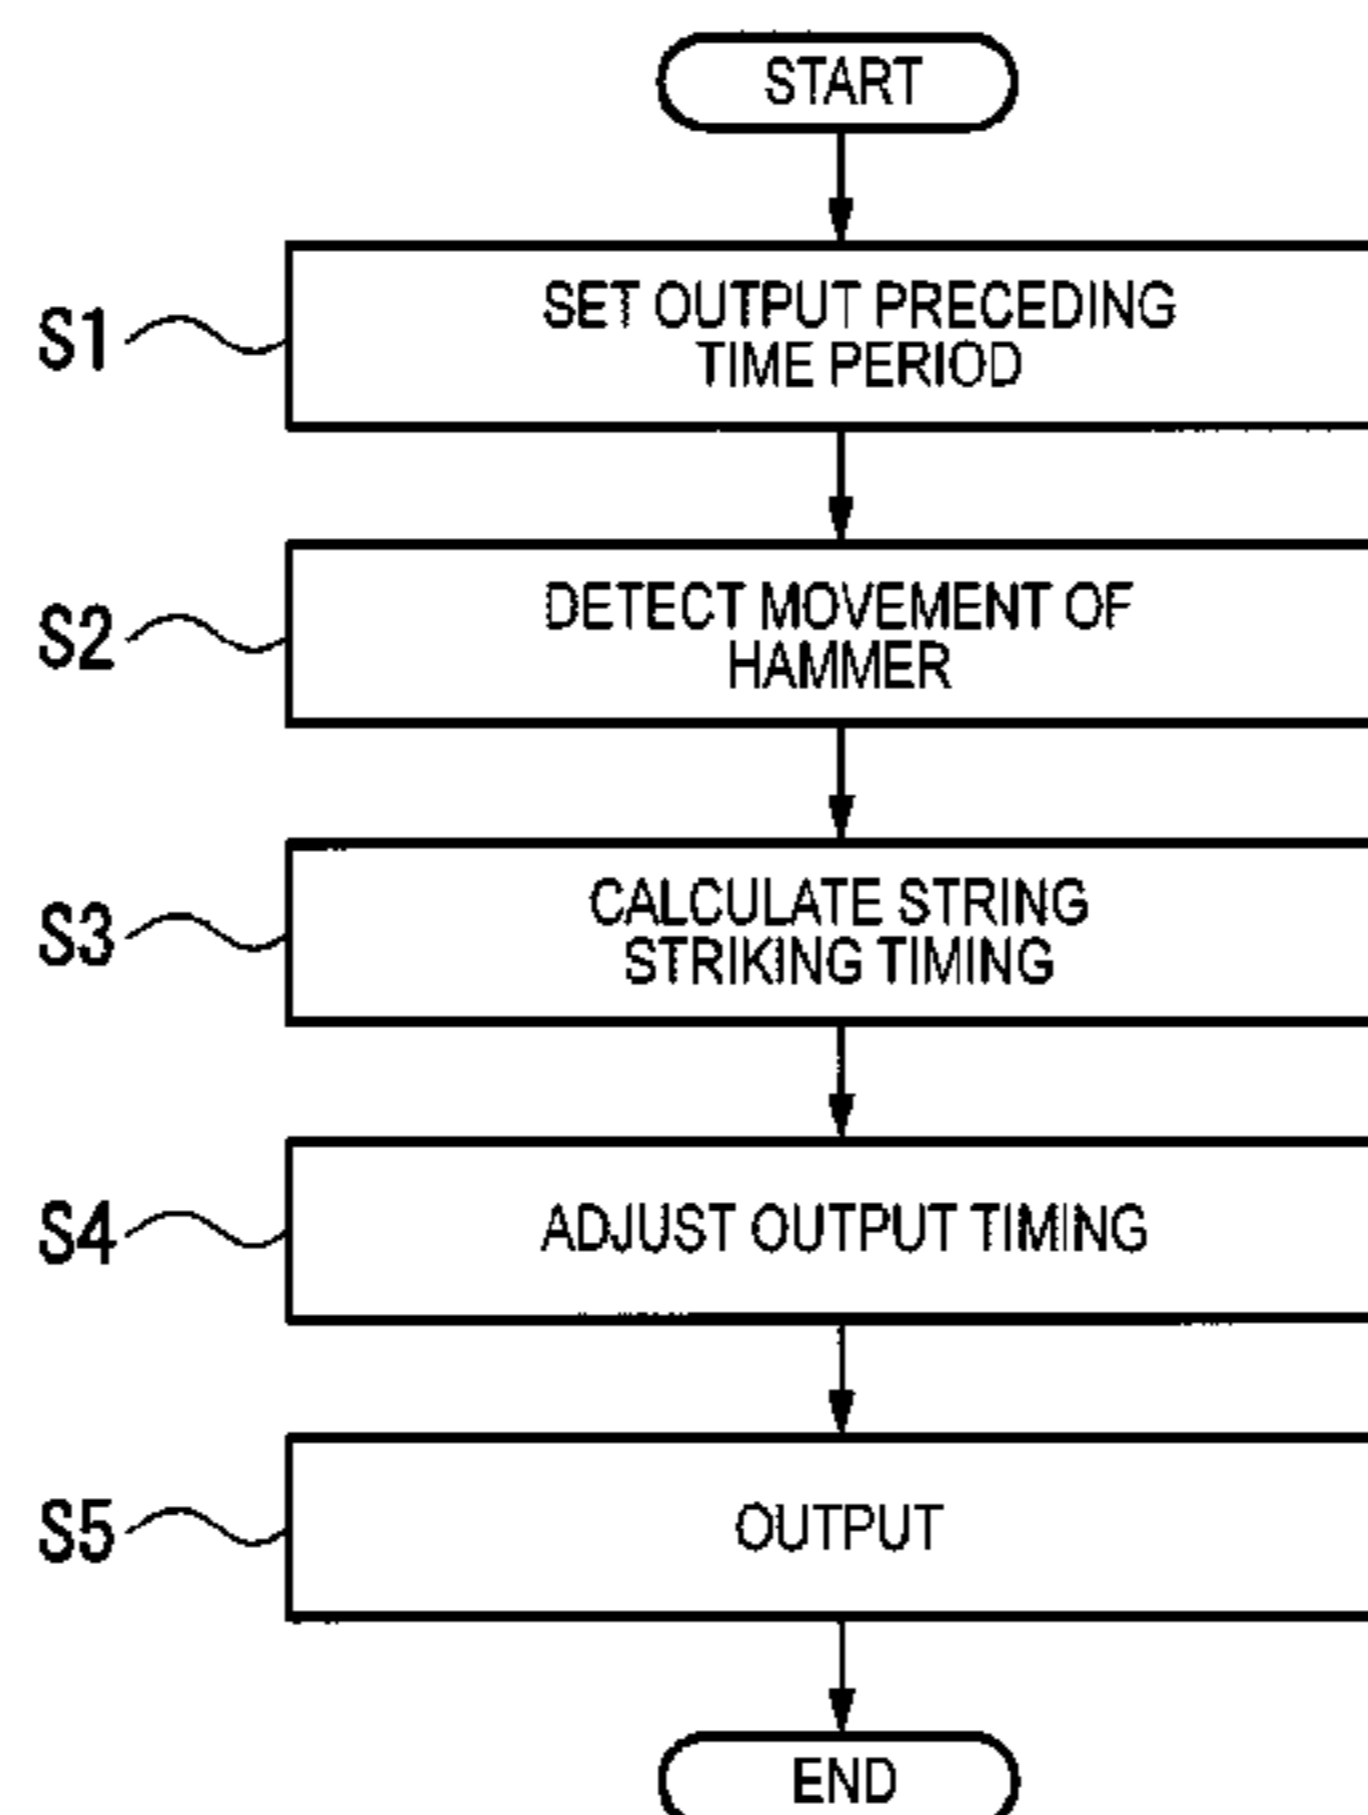 START
S1
SET OUTPUT PRECEDING
TIME PERIOD
S2
DETECT MOVEMENT OF
HAMMER
S3
CALCULATE STRING
STRIKING TIMING
S4
ADJUST OUTPUT TIMING
S5
OUTPUT
END